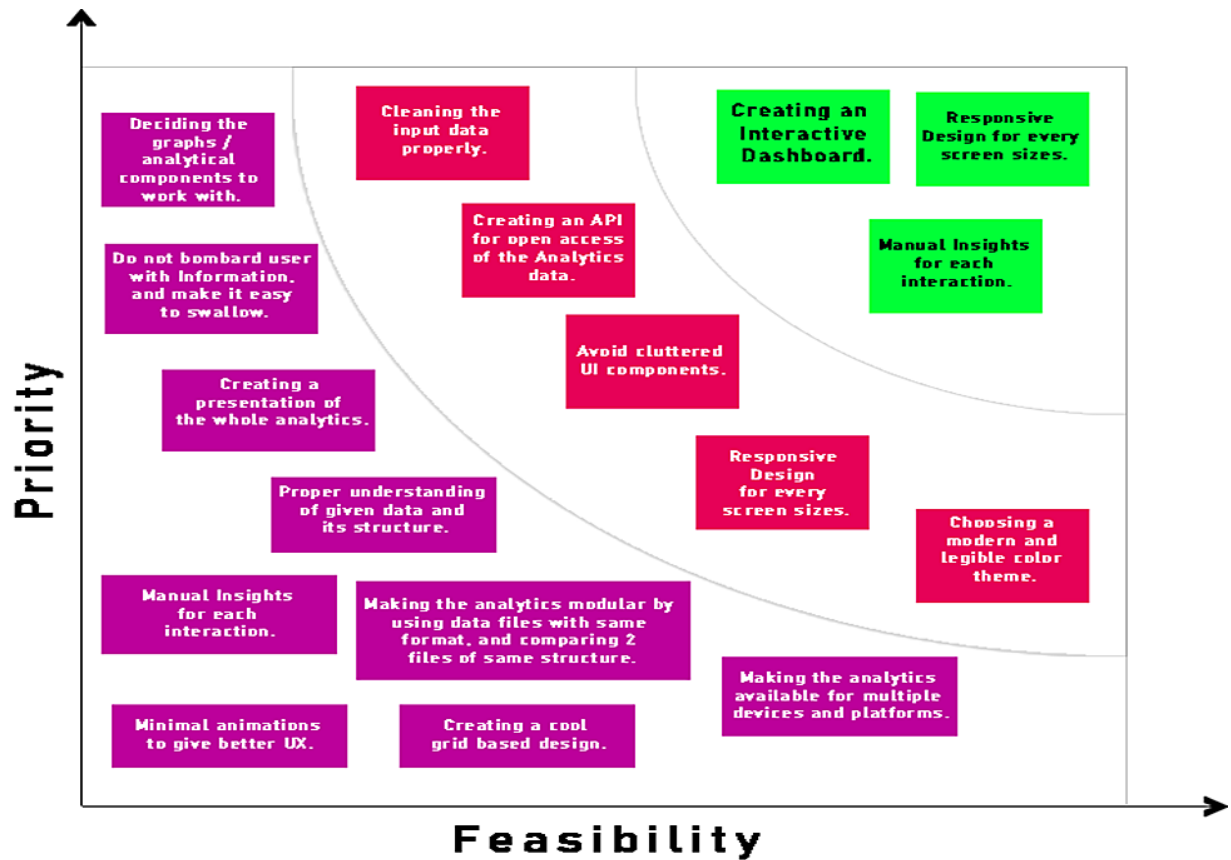 Priority
Deciding the
graphs /
analytical
components to
work with.
Cleaning the
input data
properly.
Creating an
Interactive
Dashboard.
Responsive
Design for every
screen sizes.
Creating an API
for open access
of the Analytics
data.
Manual Insights
for each
interaction.
Do not bombard user
with Information,
and make it easy
to swallow.
Avoid cluttered
UI components.
Creating a
presentation of
the whole analytics.
Responsive
Design
for every
screen sizes.
Proper understanding
of given data and
its structure.
Choosing a
modern and
legible color
theme.
Manual Insights
for each
interaction.
Making the analytics modular by
using data files with same
format, and comparing 2
files of same structure.
Making the analytics
available for multiple
devices and platforms.
Minimal animations
to give better UX.
Creating a cool
grid based design.
Feasibility